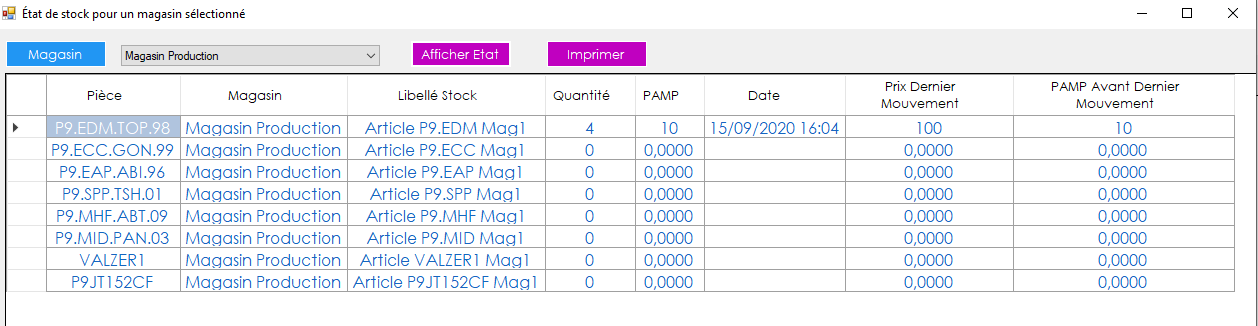 État de stock pour un magasin sélectionné
Magasin Magasin Production Afficher Etat Imprimer
Pièce Magasin Libellé Stock Quantité PAMP Date Prix Dernier Mouvement PAMP Avant Dernier Mouvement
P9.EDM.TOP.98 Magasin Production Article P9.EDM Mag1 4 10 15/09/2020 16:04 100 10
P9.ECC.GON.99 Magasin Production Article P9.ECC Mag1 0 0,0000 0,0000 0,0000
P9.EAP.ABI.96 Magasin Production Article P9.EAP Mag1 0 0,0000 0,0000 0,0000
P9.SPP.TSH.01 Magasin Production Article P9.SPP Mag1 0 0,0000 0,0000 0,0000
P9.MHF.ABT.09 Magasin Production Article P9.MHF Mag1 0 0,0000 0,0000 0,0000
P9.MID.PAN.03 Magasin Production Article P9.MID Mag1 0 0,0000 0,0000 0,0000
VALZER1 Magasin Production Article VALZER1 Mag1 0 0,0000 0,0000 0,0000
P9JT152CF Magasin Production Article P9JT152CF Mag1 0 0,0000 0,0000 0,0000